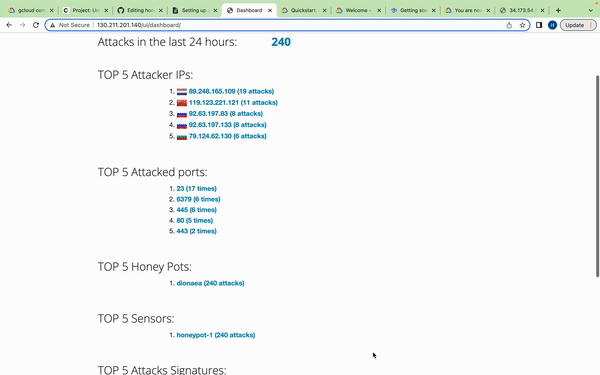 gcloud com
Project: Un
Editing hon
Setting up
Dashboard
Quickstart
Welcome –
Getting sta
You are now
34.173.54.
Not Secure
130.211.201.140/ui/dashboard/
H
Update
Attacks in the last 24 hours: 240
TOP 5 Attacker IPs:
1. 89.248.165.109 (19 attacks)
2. 119.123.221.121 (11 attacks)
3. 92.63.197.83 (8 attacks)
4. 92.63.197.133 (8 attacks)
5. 79.124.62.130 (6 attacks)
TOP 5 Attacked ports:
1. 23 (17 times)
2. 6379 (6 times)
3. 445 (6 times)
4. 80 (5 times)
5. 443 (2 times)
TOP 5 Honey Pots:
1. dionaea (240 attacks)
TOP 5 Sensors:
1. honeypot-1 (240 attacks)
TOP 5 Attacks Signatures: